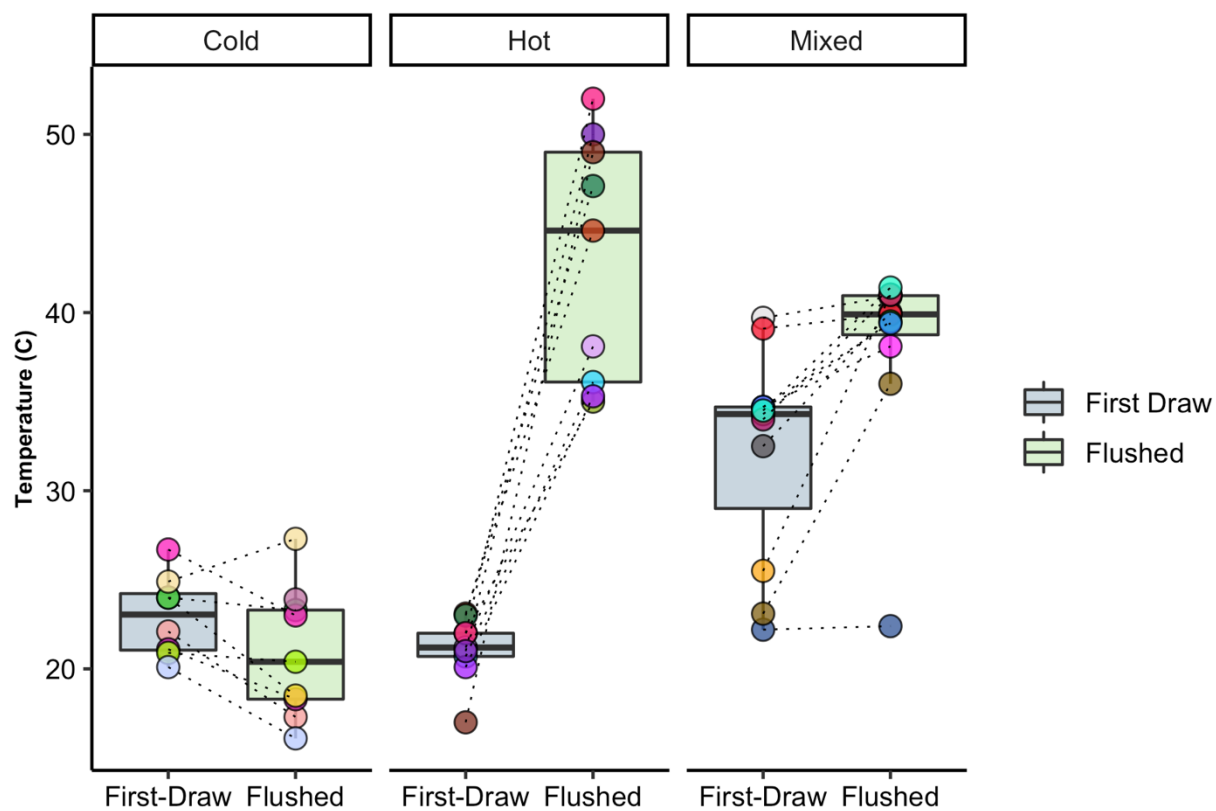 Cold Hot Mixed
50
40
30
20
Temperature (C)
First-Draw Flushed First-Draw Flushed First-Draw Flushed
First Draw
Flushed